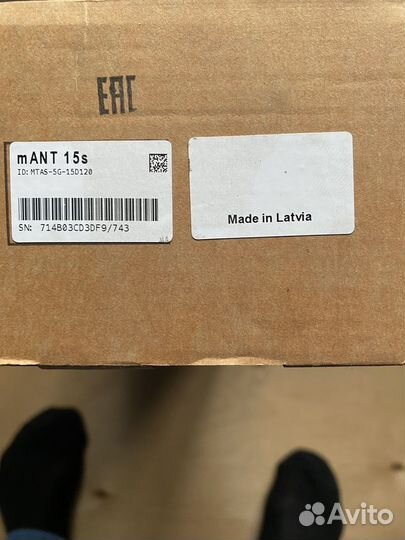 EAC
mANT 15s
ID: MTAS-5G-15D120
SN: 714B03CD3DF9/743
Made in Latvia
Avito